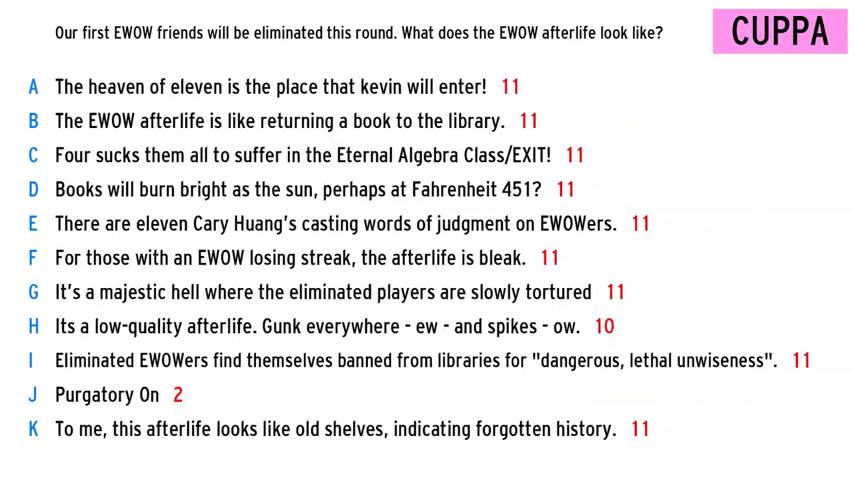 Our first EWOW friends will be eliminated this round. What does the EWOW afterlife look like?
CUPPA
A The heaven of eleven is the place that kevin will enter! 11
B The EWOW afterlife is like returning a book to the library. 11
C Four sucks them all to suffer in the Eternal Algebra Class/EXIT! 11
D Books will burn bright as the sun, perhaps at Fahrenheit 451? 11
E There are eleven Cary Huang's casting words of judgment on EWOWers. 11
F For those with an EWOW losing streak, the afterlife is bleak. 11
G It's a majestic hell where the eliminated players are slowly tortured 11
H Its a low-quality afterlife. Gunk everywhere - ew - and spikes - ow. 10
I Eliminated EWOWers find themselves banned from libraries for "dangerous, lethal unwiseness". 11
J Purgatory On 2
K To me, this afterlife looks like old shelves, indicating forgotten history. 11